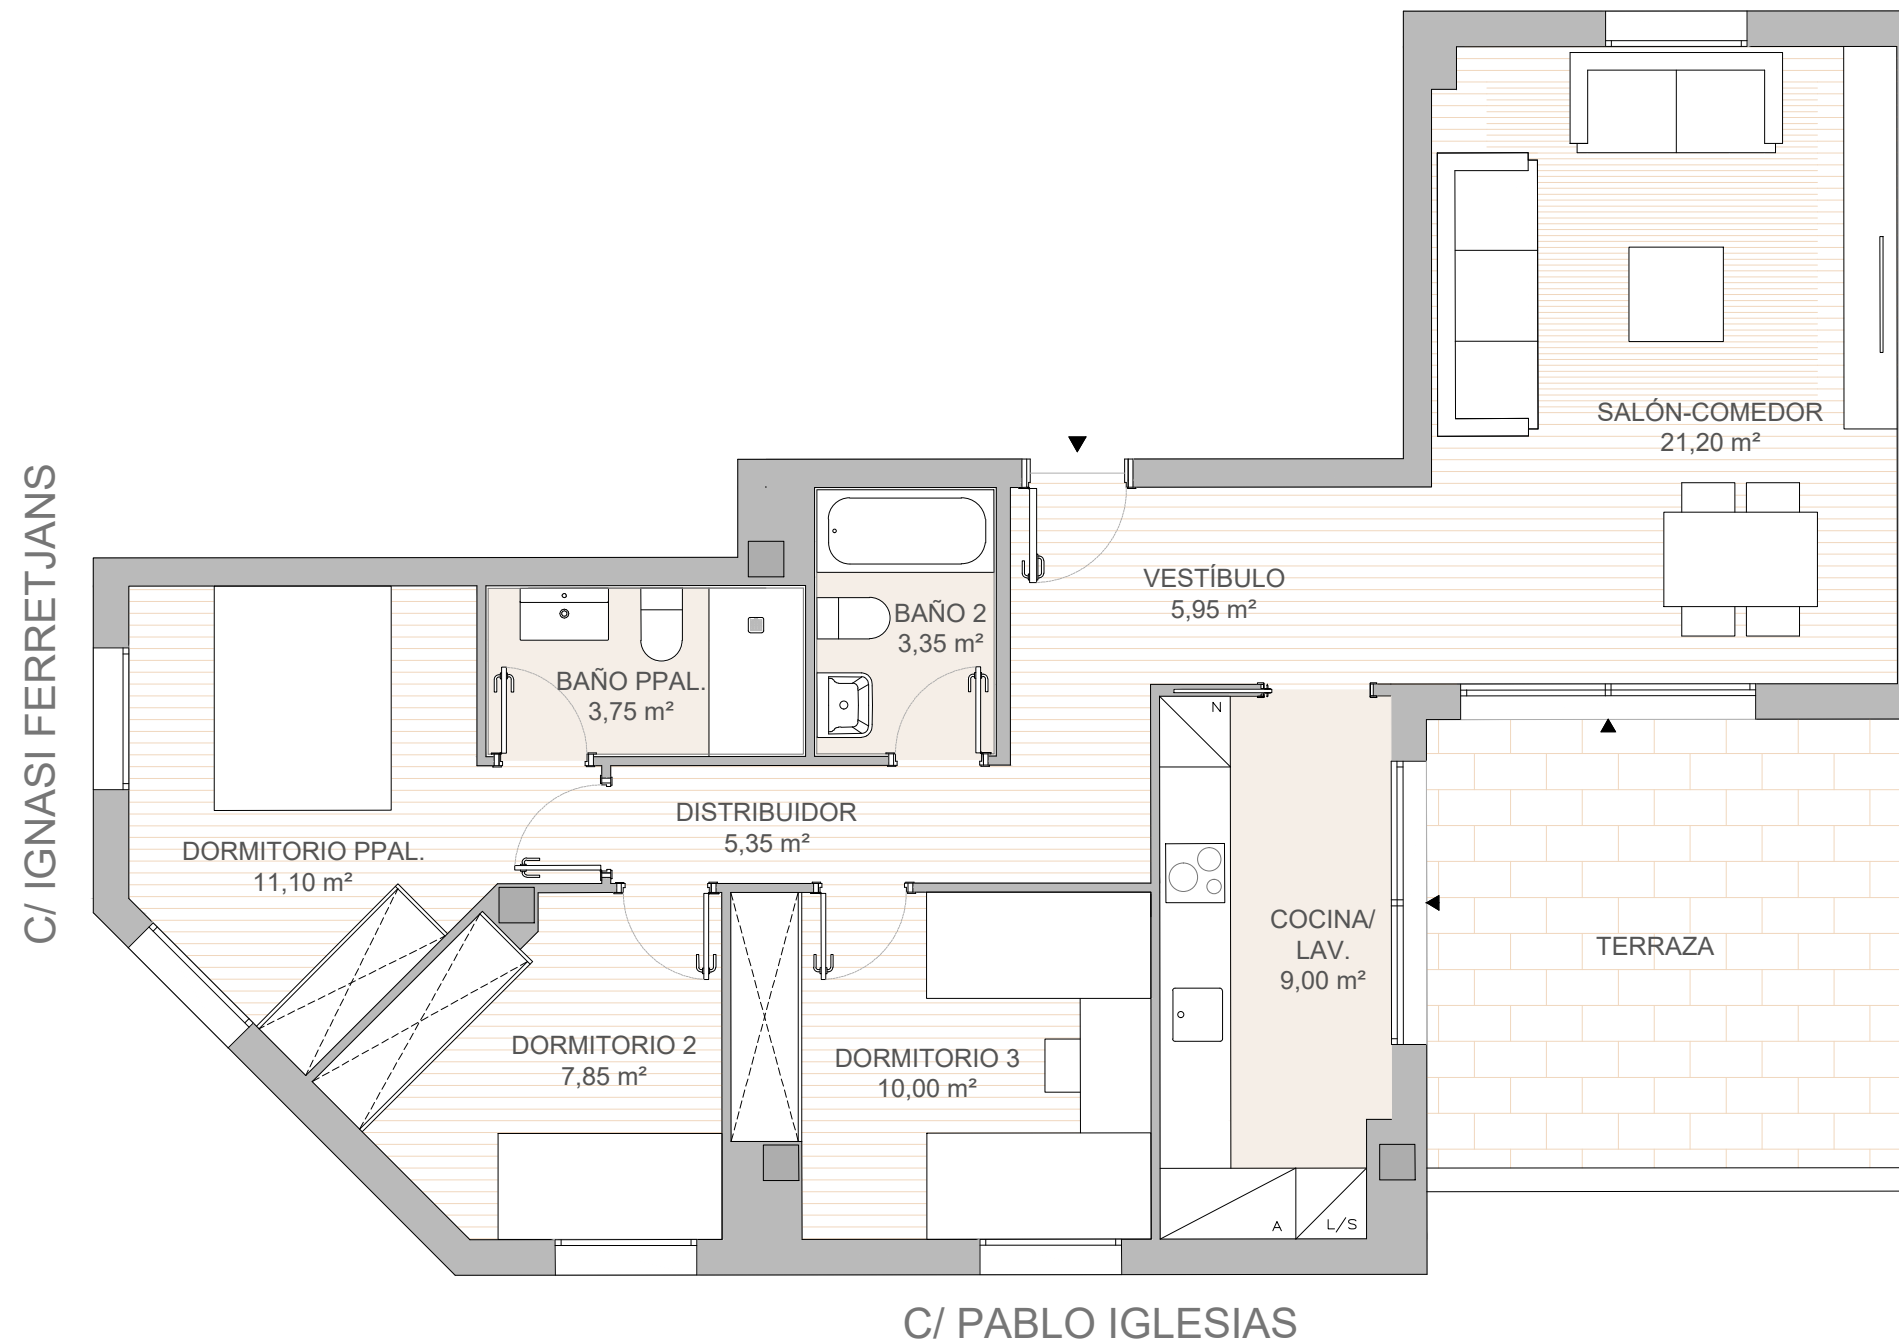 SALÓN-COMEDOR
21,20 m²
C/ IGNASI FERRETJANS
VESTÍBULO
5,95 m²
BAÑO 2
3,35 m²
BAÑO PPAL.
3,75 m²
N
DISTRIBUIDOR
5,35 m²
DORMITORIO PPAL.
11,10 m²
COCINA/
LAV.
9,00 m²
TERRAZA
DORMITORIO 2
7,85 m²
DORMITORIO 3
10,00 m²
A
L/S
C/ PABLO IGLESIAS